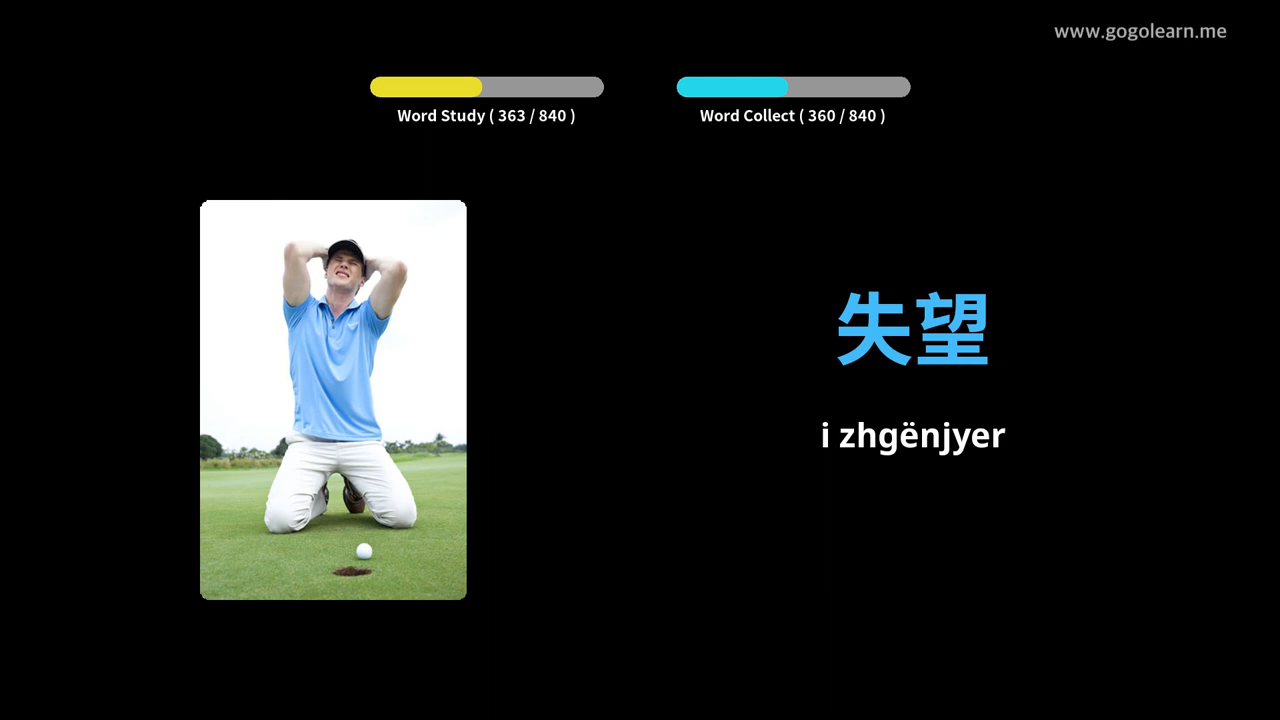 www.gogolearn.me
Word Study ( 363 / 840 )
Word Collect ( 360 / 840 )
失望
i zhgënjyer